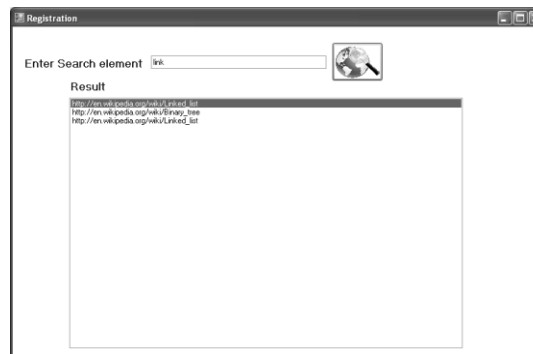 Registration
Enter Search element link
Result
http://en.wikipedia.org/wiki/Linked_list
http://en.wikipedia.org/wiki/Binary_tree
http://en.wikipedia.org/wiki/Linked_list